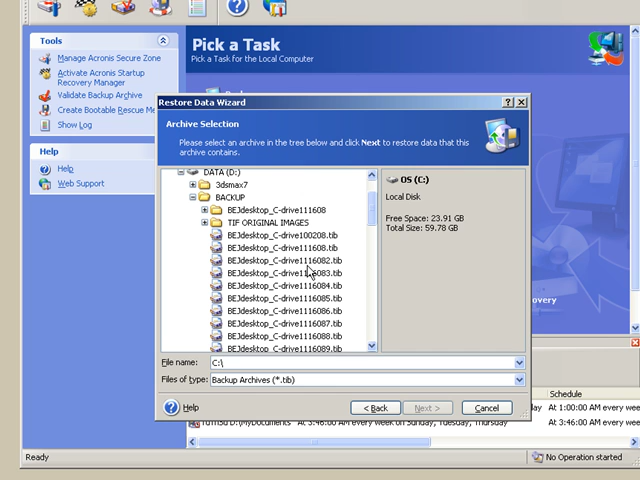 Tools
Manage Acronis Secure Zone
Activate Acronis Startup
Recovery Manager
Validate Backup Archive
Create Bootable Rescue Me
Show Log
Help
Help
Web Support
Pick a Task
Pick a Task for the Local Computer
Restore Data Wizard
Archive Selection
Please select an archive in the tree below and click Next to restore data that this
archive contains.
DATA (D:)
3dsmax7
BACKUP
BEJdesktop_C-drive111608
TIF ORIGINAL IMAGES
BEJdesktop_C-drive100208.tib
BEJdesktop_C-drive111608.tib
BEJdesktop_C-drive1116082.tib
BEJdesktop_C-drive1116083.tib
BEJdesktop_C-drive1116084.tib
BEJdesktop_C-drive1116085.tib
BEJdesktop_C-drive1116086.tib
BEJdesktop_C-drive1116087.tib
BEJdesktop_C-drive1116088.tib
BEJdesktop_C-drive1116089.tib
OS (C:)
Local Disk
Free Space: 23.91 GB
Total Size: 59.78 GB
File name: C:\
Files of type: Backup Archives (*.tib)
Help
< Back
Next >
Cancel
overy
Schedule
day At 1:00:00 AM every wee
D:\MyDocuments At 3:46:00 AM every week on Sunday, Tuesday, Thursday
At 3:46:00 AM every wee
Ready
No Operation started